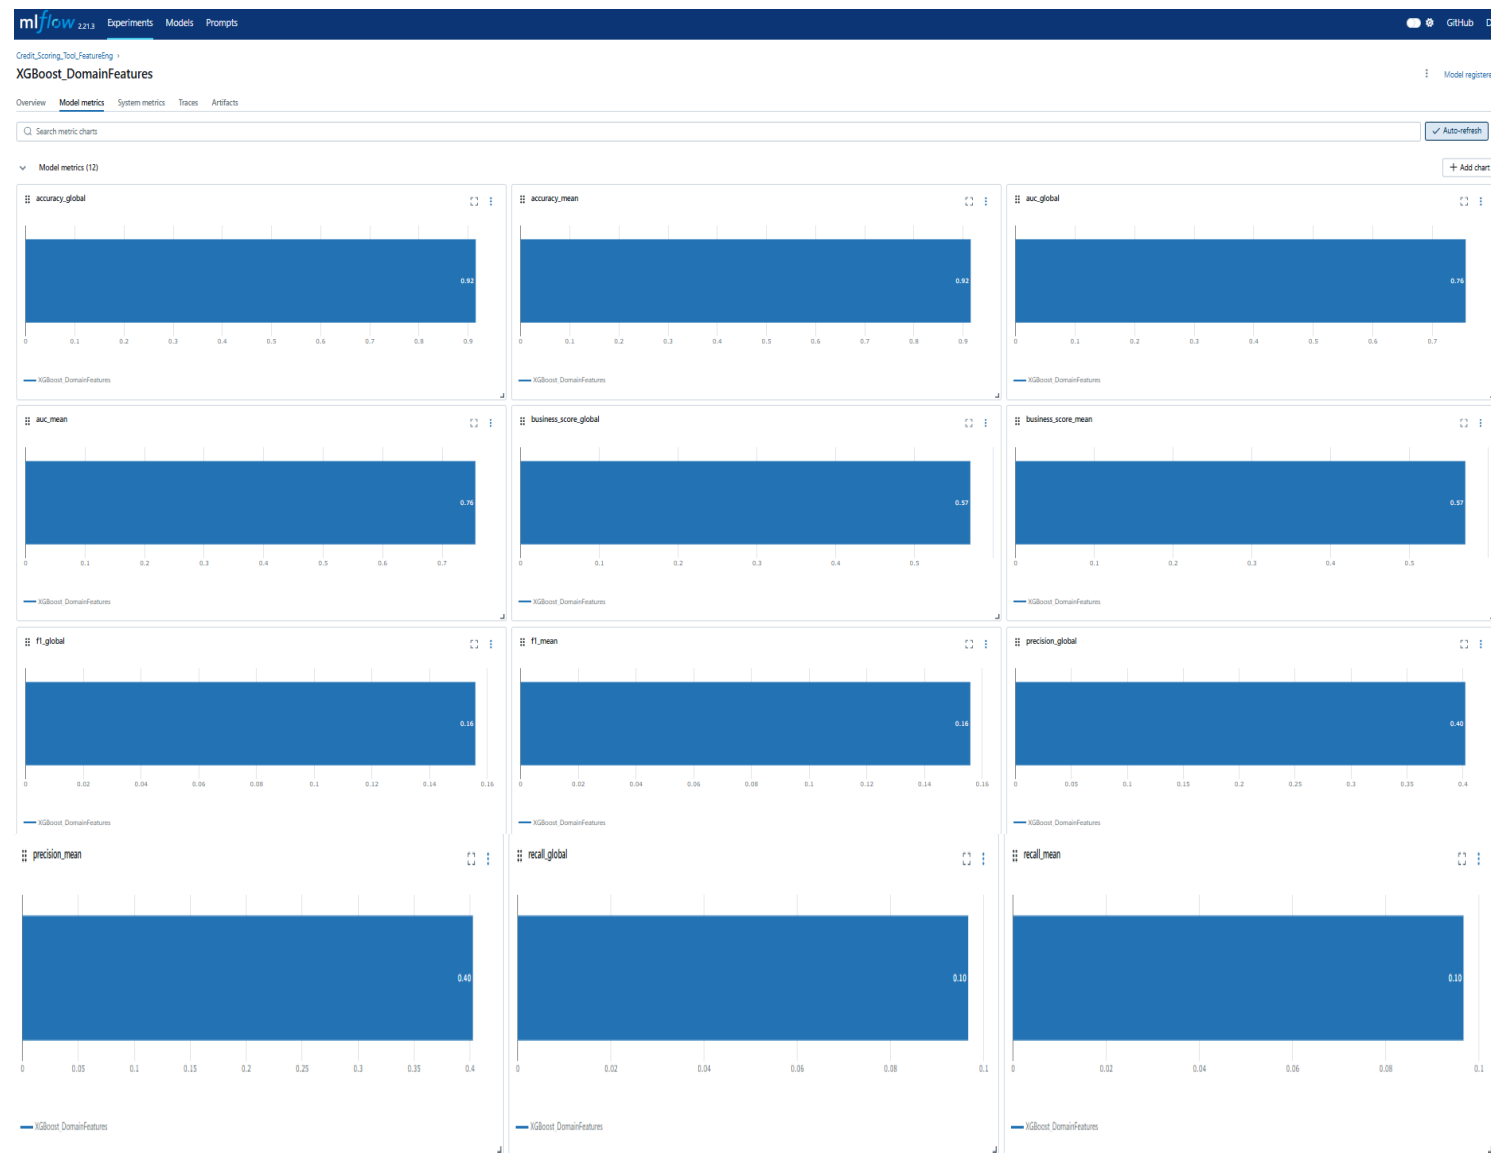 mlflow 2.21.3 Experiments Models Prompts GitHub D
Credit_Scoring_Tool_FeatureEng ›
XGBoost_DomainFeatures
Model registere
Overview Model metrics System metrics Traces Artifacts
Search metric charts
Auto-refresh
Model metrics (12)
+ Add chart
accuracy_global
0.92
0 0.1 0.2 0.3 0.4 0.5 0.6 0.7 0.8 0.9
XGBoost_DomainFeatures
accuracy_mean
0.92
0 0.1 0.2 0.3 0.4 0.5 0.6 0.7 0.8 0.9
XGBoost_DomainFeatures
auc_global
0.76
0 0.1 0.2 0.3 0.4 0.5 0.6 0.7
XGBoost_DomainFeatures
auc_mean
0.76
0 0.1 0.2 0.3 0.4 0.5 0.6 0.7
XGBoost_DomainFeatures
business_score_global
0.57
0 0.1 0.2 0.3 0.4 0.5
XGBoost_DomainFeatures
business_score_mean
0.57
0 0.1 0.2 0.3 0.4 0.5
XGBoost_DomainFeatures
f1_global
0.16
0 0.02 0.04 0.06 0.08 0.1 0.12 0.14 0.16
XGBoost_DomainFeatures
f1_mean
0.16
0 0.02 0.04 0.06 0.08 0.1 0.12 0.14 0.16
XGBoost_DomainFeatures
precision_global
0.40
0 0.05 0.1 0.15 0.2 0.25 0.3 0.35 0.4
XGBoost_DomainFeatures
precision_mean
0.40
0 0.05 0.1 0.15 0.2 0.25 0.3 0.35 0.4
XGBoost_DomainFeatures
recall_global
0.10
0 0.02 0.04 0.06 0.08 0.1
XGBoost_DomainFeatures
recall_mean
0.10
0 0.02 0.04 0.06 0.08 0.1
XGBoost_DomainFeatures